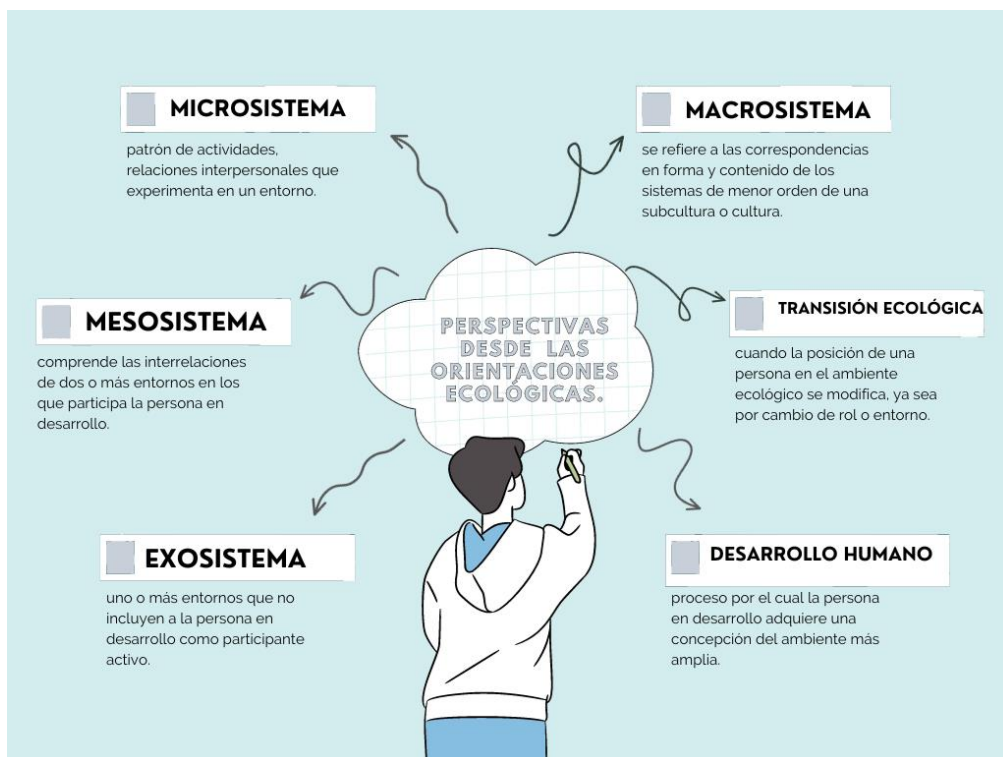 MICROSISTEMA
patrón de actividades,
relaciones interpersonales que
experimenta en un entorno.
MACROSISTEMA
se refiere a las correspondencias
en forma y contenido de los
sistemas de menor orden de una
subcultura o cultura.
MESOSISTEMA
comprende las interrelaciones
de dos o más entornos en los
que participa la persona en
desarrollo.
PERSPECTIVAS
DESDE LAS
ORIENTACIONES
ECOLÓGICAS.
TRANSISIÓN ECOLÓGICA
cuando la posición de una
persona en el ambiente
ecológico se modifica, ya sea
por cambio de rol o entorno.
EXOSISTEMA
uno o más entornos que no
incluyen a la persona en
desarrollo como participante
activo.
DESARROLLO HUMANO
proceso por el cual la persona
en desarrollo adquiere una
concepción del ambiente más
amplia.